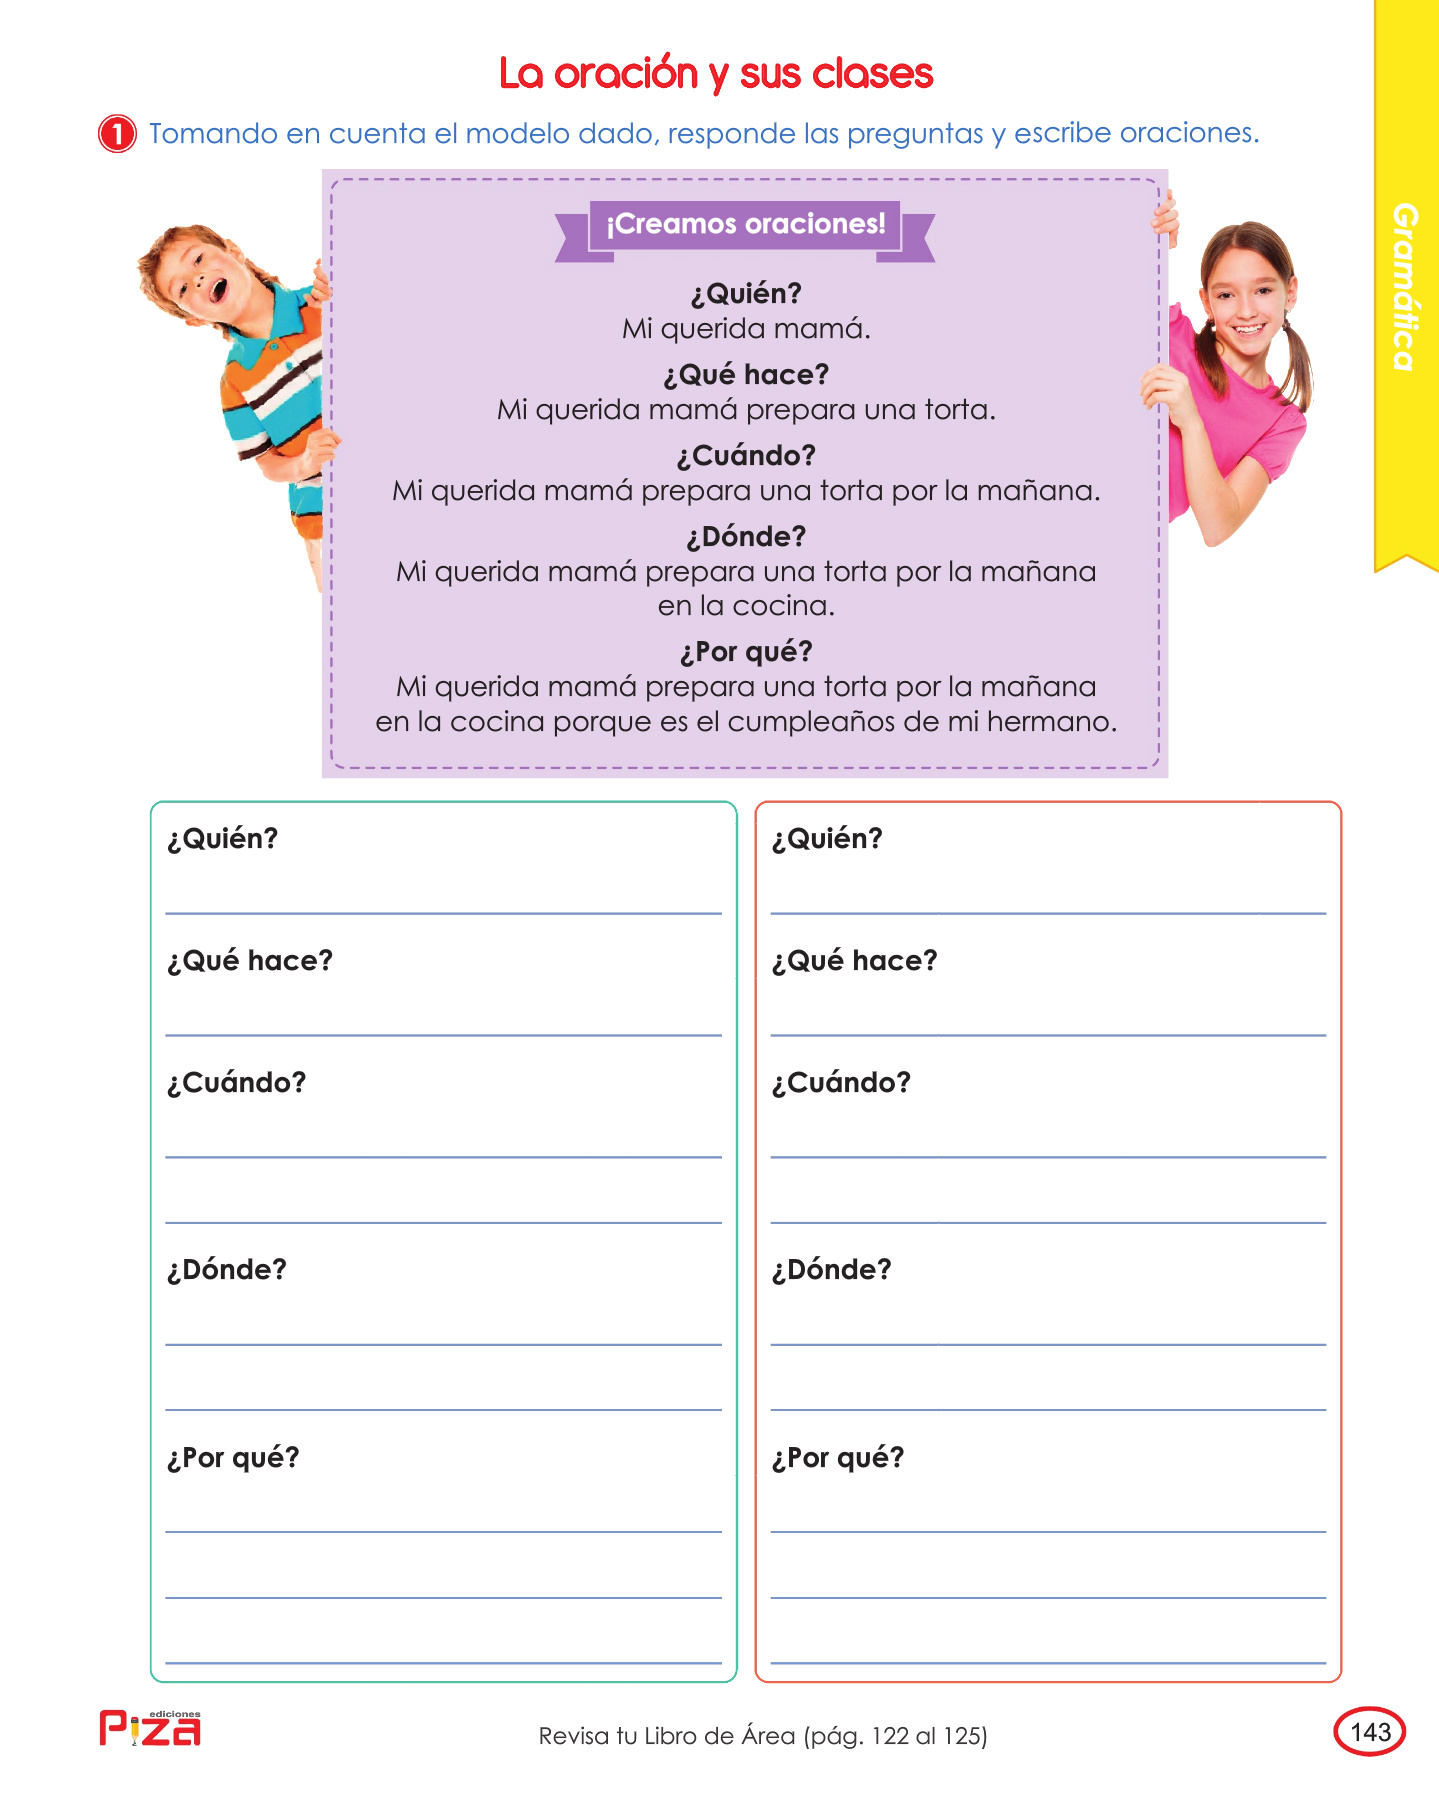 La oración y sus clases
1 Tomando en cuenta el modelo dado, responde las preguntas y escribe oraciones.
¡Creamos oraciones!
¿Quién?
Mi querida mamá.
¿Qué hace?
Mi querida mamá prepara una torta.
¿Cuándo?
Mi querida mamá prepara una torta por la mañana.
¿Dónde?
Mi querida mamá prepara una torta por la mañana
en la cocina.
¿Por qué?
Mi querida mamá prepara una torta por la mañana
en la cocina porque es el cumpleaños de mi hermano.
Gramática
¿Quién?
¿Qué hace?
¿Cuándo?
¿Dónde?
¿Por qué?
¿Quién?
¿Qué hace?
¿Cuándo?
¿Dónde?
¿Por qué?
ediciones
Piza
Revisa tu Libro de Área (pág. 122 al 125)
143